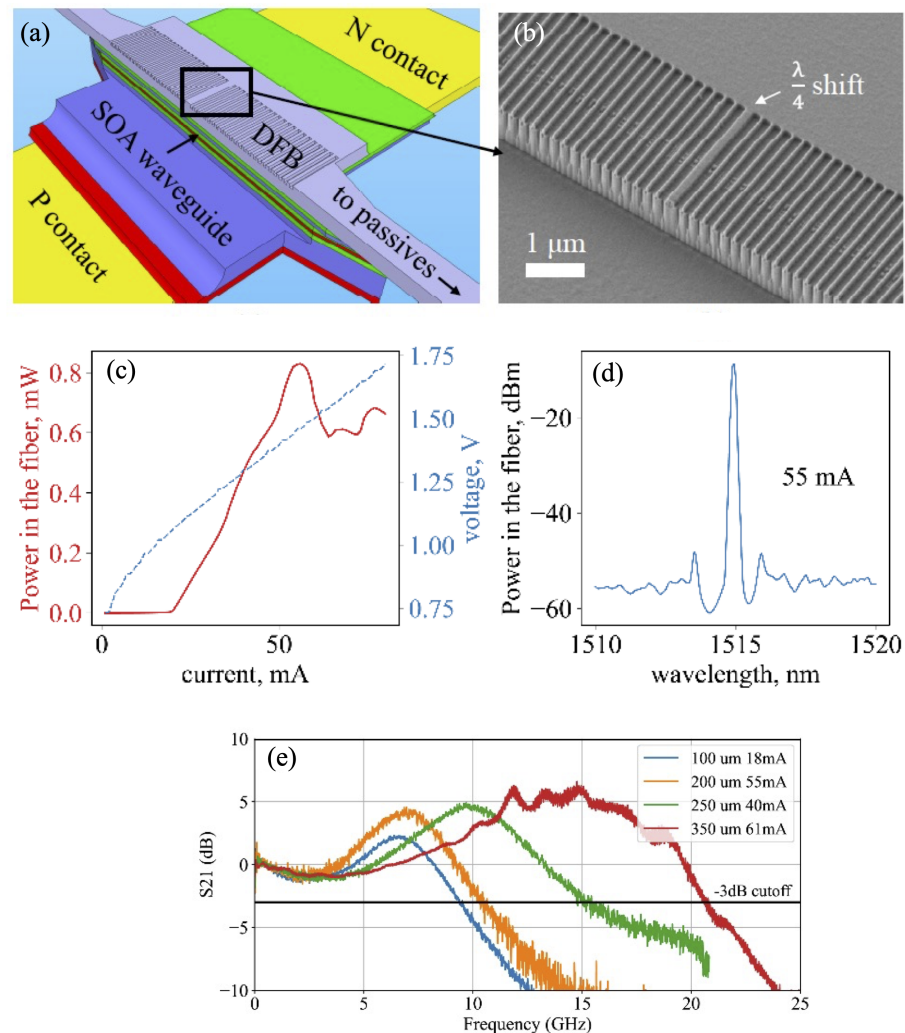 (a)
N contact
SOA waveguide
DFB
to passives
P contact
(b)
λ/4 shift
1 μm
(c)
Power in the fiber, mW
0.8
0.6
0.4
0.2
0.0
1.75
1.50
1.25
1.00
0.75
voltage, V
0 50
current, mA
(d)
Power in the fiber, dBm
−20
−40
−60
55 mA
1510 1515 1520
wavelength, nm
(e)
S21 (dB)
10
5
0
−5
−10
100 um 18mA
200 um 55mA
250 um 40mA
350 um 61mA
-3dB cutoff
0 5 10 15 20 25
Frequency (GHz)